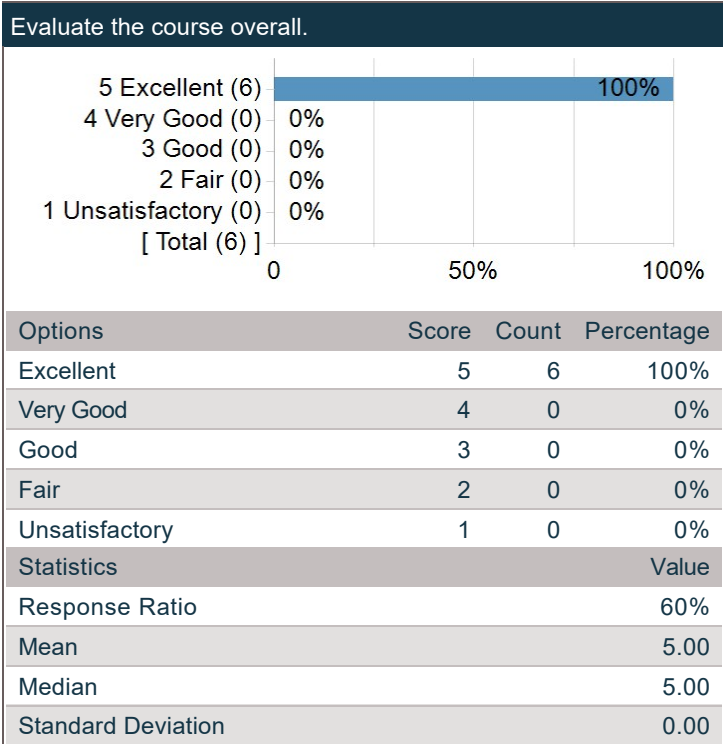 Evaluate the course overall.
5 Excellent (6) 100%
4 Very Good (0) 0%
3 Good (0) 0%
2 Fair (0) 0%
1 Unsatisfactory (0) 0%
[ Total (6) ]
0 50% 100%
Options Score Count Percentage
Excellent 5 6 100%
Very Good 4 0 0%
Good 3 0 0%
Fair 2 0 0%
Unsatisfactory 1 0 0%
Statistics Value
Response Ratio 60%
Mean 5.00
Median 5.00
Standard Deviation 0.00